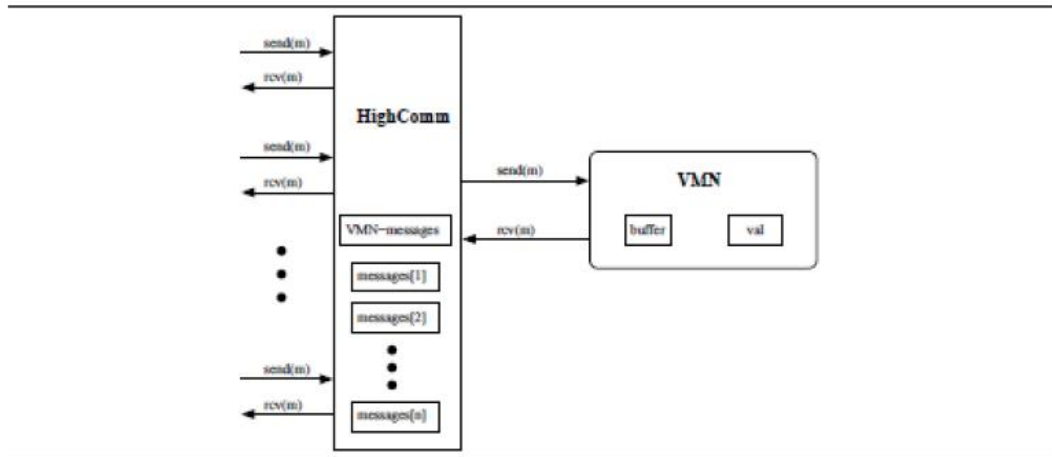 send(m)
rcv(m)
HighComm
send(m)
rcv(m)
send(m)
VMN
VMN-messages
rcv(m)
buffer
val
messages[1]
messages[2]
send(m)
rcv(m)
messages[n]